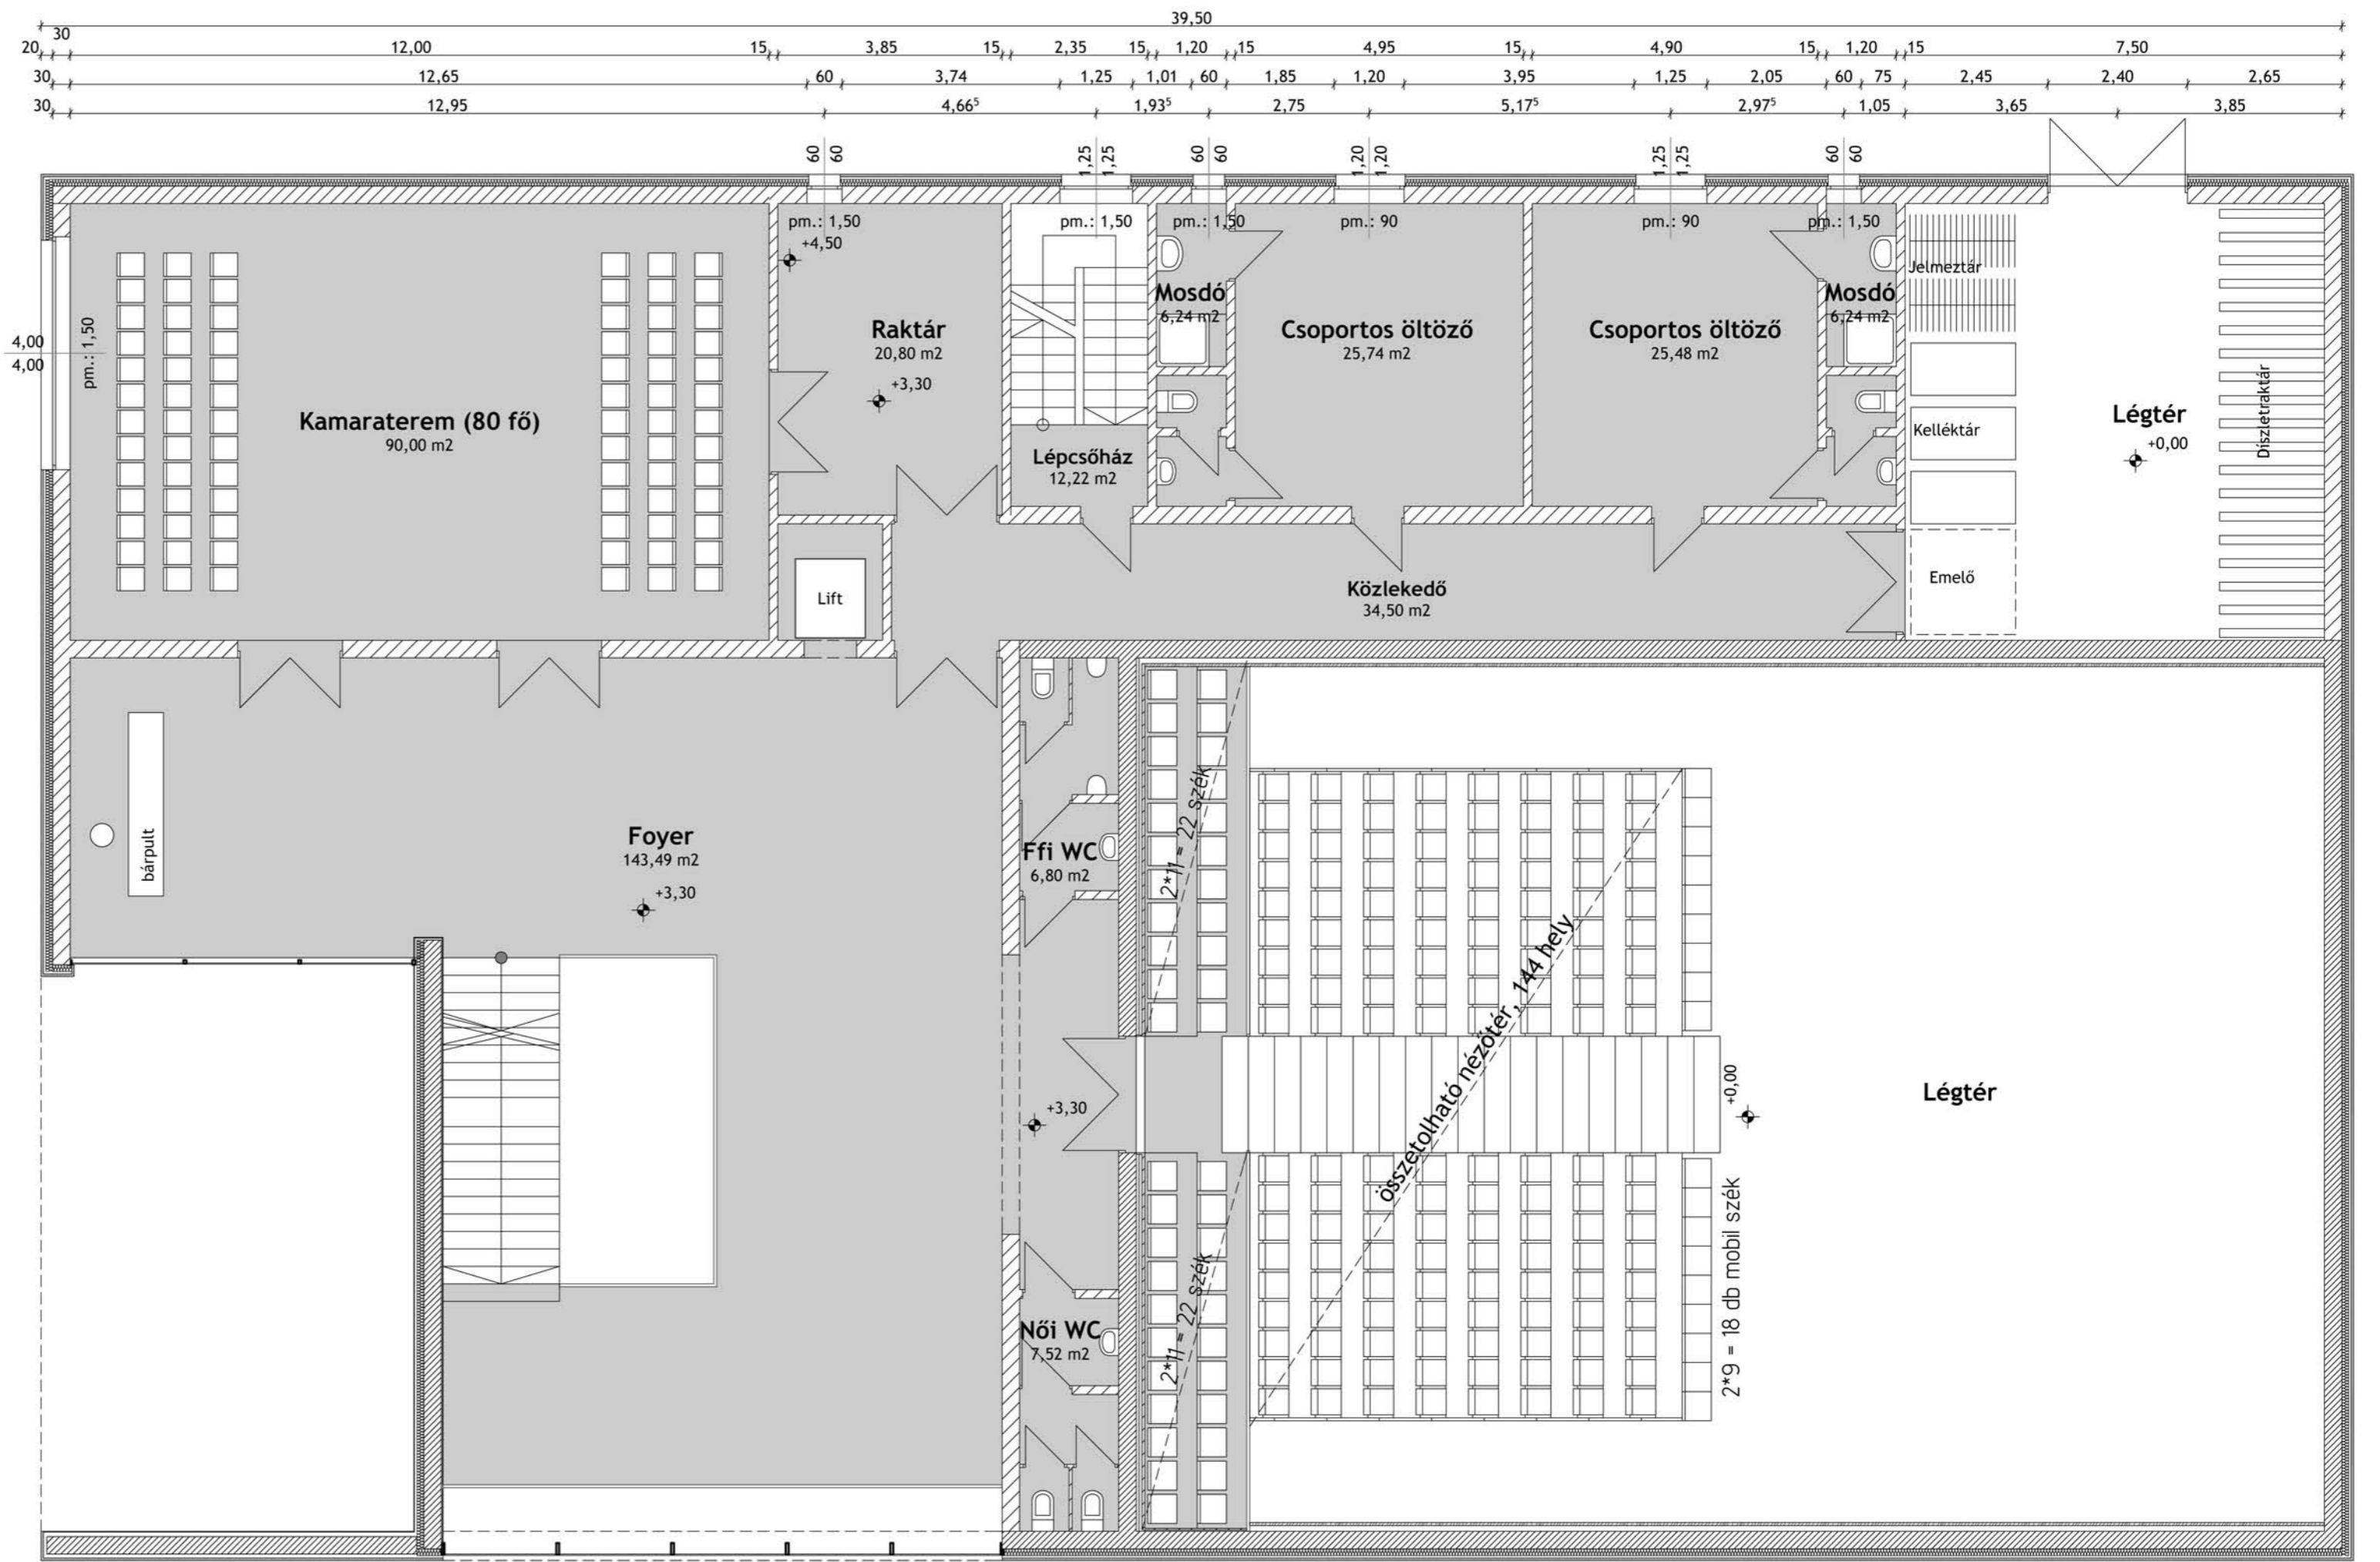 39,50
20 30 12,00 15 3,85 15 2,35 15 1,20 15 4,95 15 4,90 15 1,20 15 7,50
30 12,65 60 3,74 1,25 1,01 60 1,85 1,20 3,95 1,25 2,05 60 75 2,45 2,40 2,65
30 12,95 4,66⁵ 1,93⁵ 2,75 5,17⁵ 2,97⁵ 1,05 3,65 3,85
60 60 1,25 1,25 60 60 1,20 1,20 1,25 1,25 60 60
pm.: 1,50 pm.: 1,50 pm.: 1,50 pm.: 90 pm.: 90 pm.: 1,50
+4,50
4,00
4,00
pm.: 1,50
Kamaraterem (80 fő)
90,00 m2
Raktár
20,80 m2
+3,30
Lépcsőház
12,22 m2
Mosdó
6,24 m2
Csoportos öltöző
25,74 m2
Csoportos öltöző
25,48 m2
Mosdó
6,24 m2
Jelmeztár
Kelléktár
Emelő
Légtér
+0,00
Díszletraktár
Lift
Közlekedő
34,50 m2
bárpult
Foyer
143,49 m2
+3,30
Ffi WC
6,80 m2
+3,30
Női WC
7,52 m2
2*11 = 22 szék
2*11 = 22 szék
összetolható nézőtér, 144 hely
+0,00
2*9 = 18 db mobil szék
Légtér